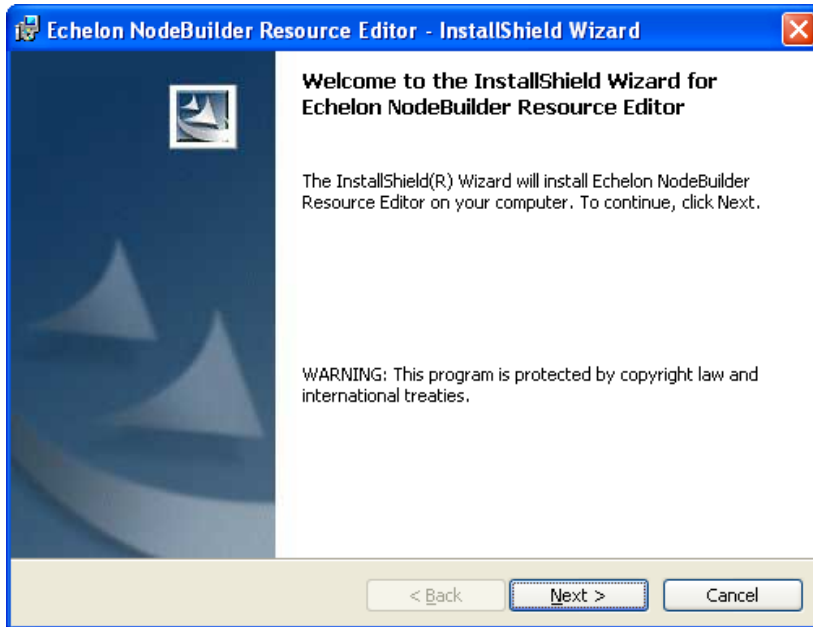 Echelon NodeBuilder Resource Editor - InstallShield Wizard
Welcome to the InstallShield Wizard for
Echelon NodeBuilder Resource Editor
The InstallShield(R) Wizard will install Echelon NodeBuilder
Resource Editor on your computer. To continue, click Next.
WARNING: This program is protected by copyright law and
international treaties.
< Back
Next >
Cancel